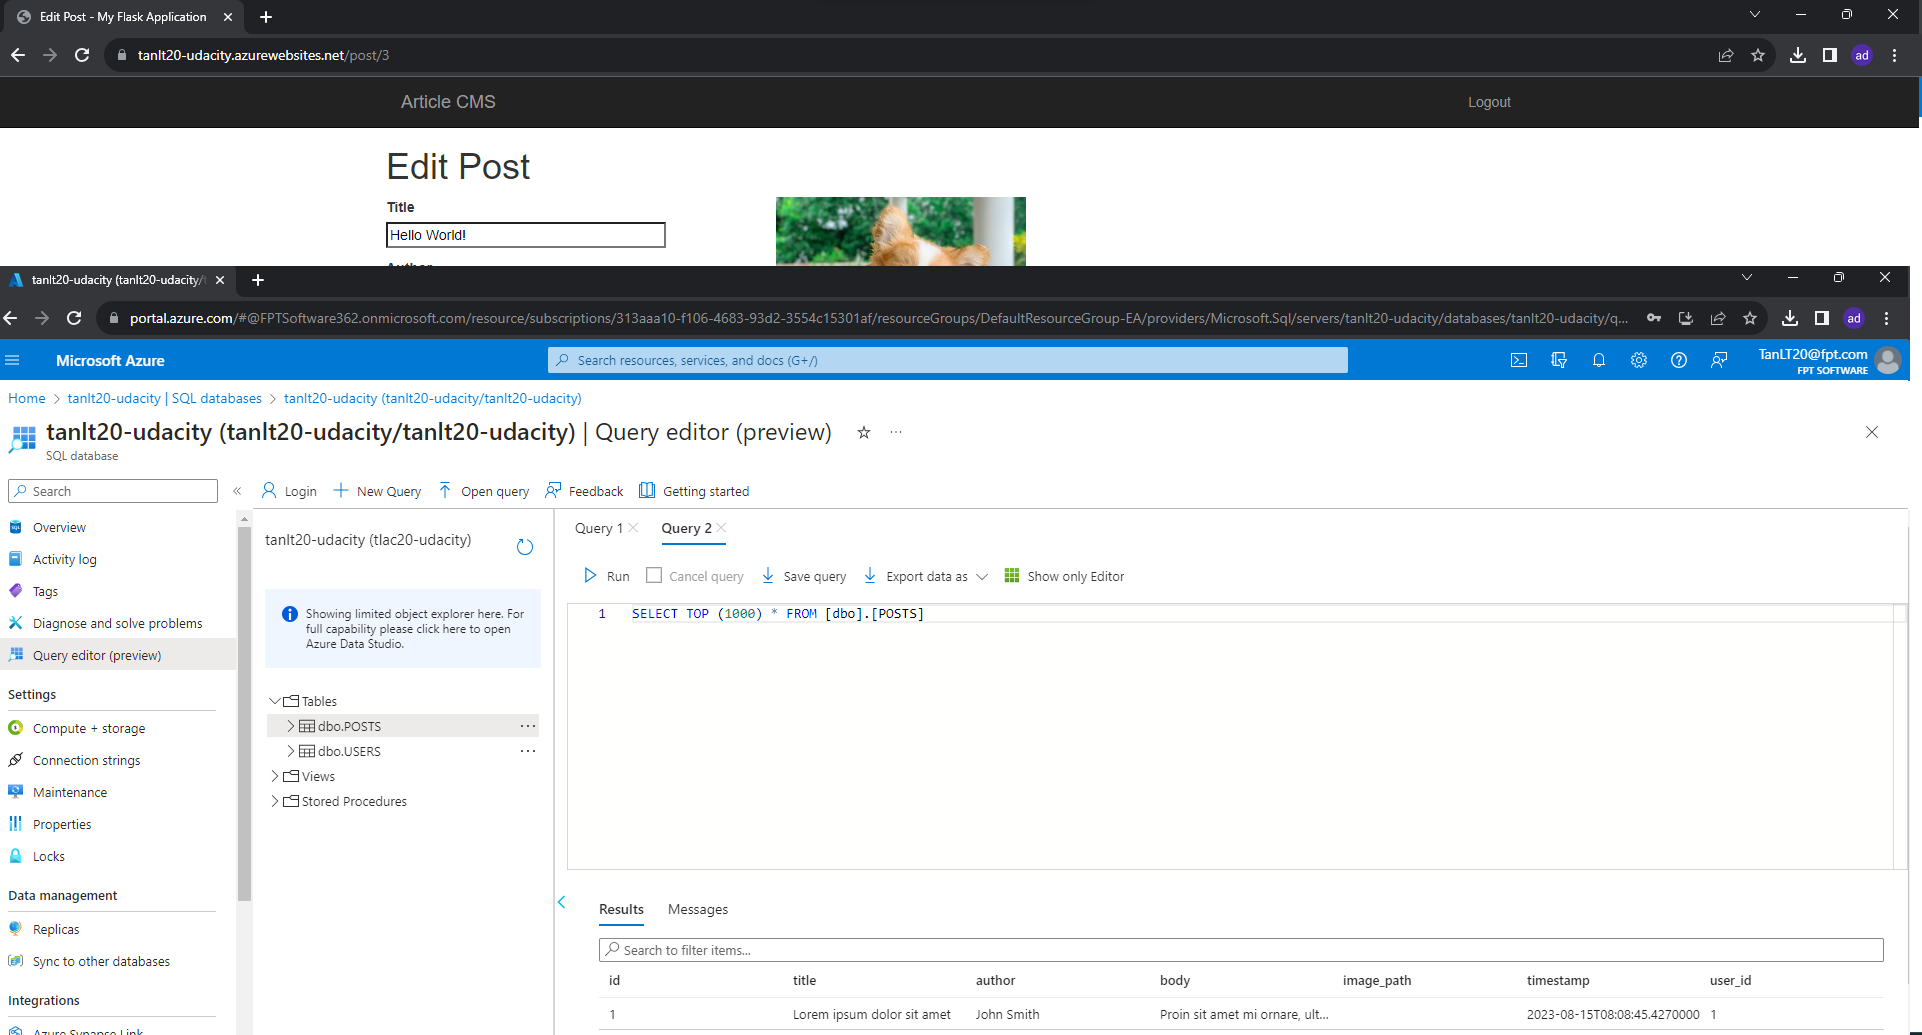 Edit Post - My Flask Application
tanlt20-udacity.azurewebsites.net/post/3
ad
Article CMS
Logout
Edit Post
Title
Hello World!
tanlt20-udacity (tanlt20-udacity/
portal.azure.com/#@FPTSoftware362.onmicrosoft.com/resource/subscriptions/313aaa10-f106-4683-93d2-3554c15301af/resourceGroups/DefaultResourceGroup-EA/providers/Microsoft.Sql/servers/tanlt20-udacity/databases/tanlt20-udacity/q...
ad
Microsoft Azure
Search resources, services, and docs (G+/)
TanLT20@fpt.com
FPT SOFTWARE
Home > tanlt20-udacity | SQL databases > tanlt20-udacity (tanlt20-udacity/tanlt20-udacity)
tanlt20-udacity (tanlt20-udacity/tanlt20-udacity) | Query editor (preview)
SQL database
Search
Login
New Query
Open query
Feedback
Getting started
Overview
Activity log
Tags
Diagnose and solve problems
Query editor (preview)
Settings
Compute + storage
Connection strings
Maintenance
Properties
Locks
Data management
Replicas
Sync to other databases
Integrations
Azure Synapse Link
tanlt20-udacity (tlac20-udacity)
Showing limited object explorer here. For
full capability please click here to open
Azure Data Studio.
Tables
dbo.POSTS
dbo.USERS
Views
Stored Procedures
Query 1
Query 2
Run
Cancel query
Save query
Export data as
Show only Editor
1 SELECT TOP (1000) * FROM [dbo].[POSTS]
Results
Messages
Search to filter items...
id title author body image_path timestamp user_id
1 Lorem ipsum dolor sit amet John Smith Proin sit amet mi ornare, ult... 2023-08-15T08:08:45.4270000 1